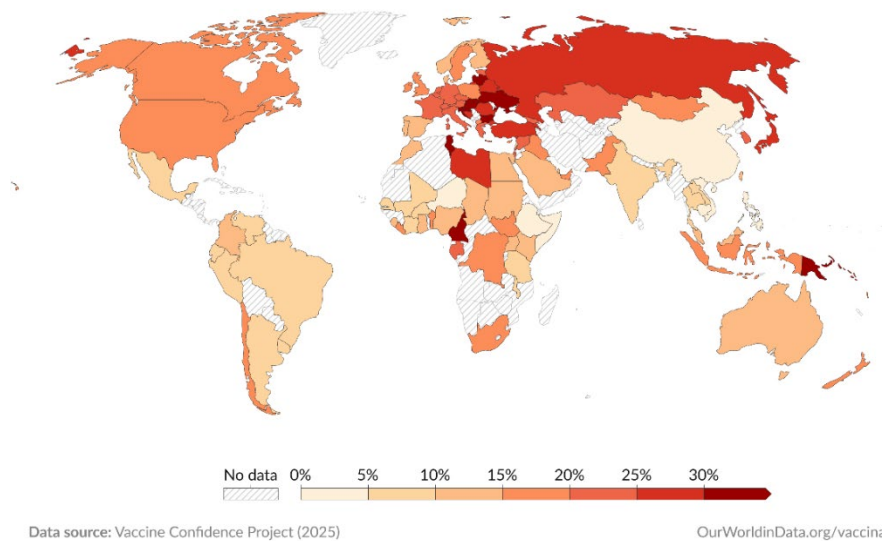 No data 0% 5% 10% 15% 20% 25% 30%
Data source: Vaccine Confidence Project (2025) OurWorldinData.org/vaccina